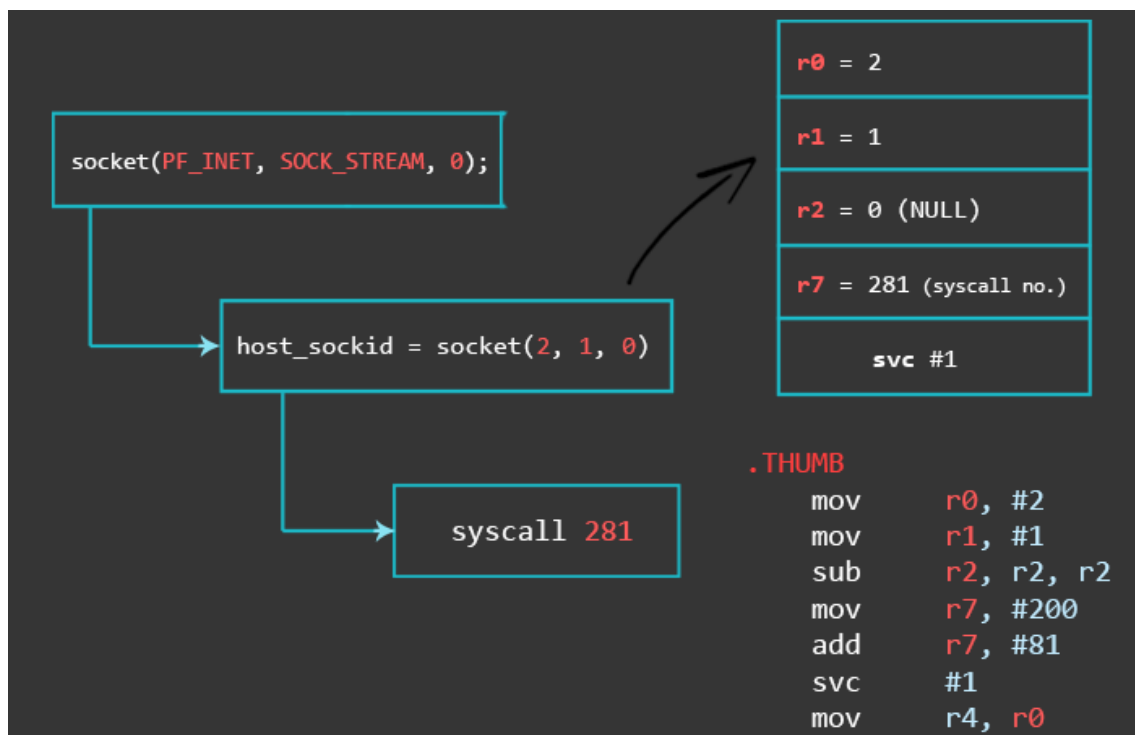 socket(PF_INET, SOCK_STREAM, 0);
host_sockid = socket(2, 1, 0)
syscall 281
r0 = 2
r1 = 1
r2 = 0 (NULL)
r7 = 281 (syscall no.)
svc #1
.THUMB
mov r0, #2
mov r1, #1
sub r2, r2, r2
mov r7, #200
add r7, #81
svc #1
mov r4, r0